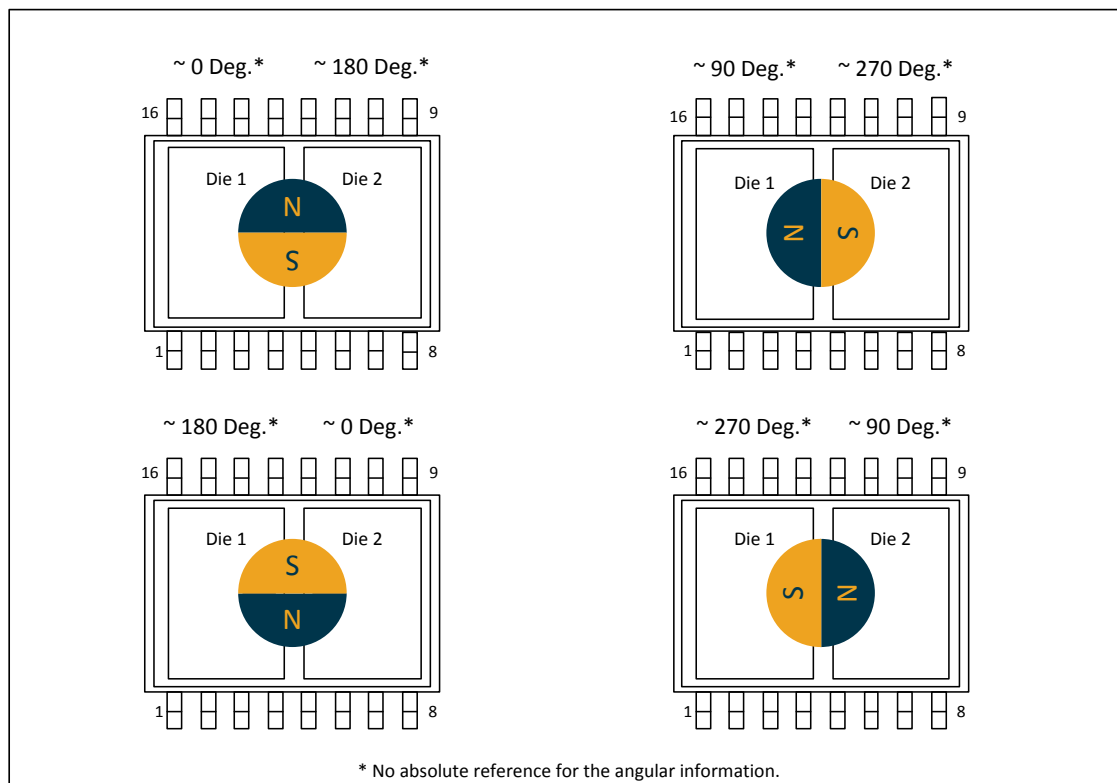 ~ 0 Deg.* ~ 180 Deg.*
16 9
Die 1 Die 2
N
S
1 8
~ 90 Deg.* ~ 270 Deg.*
16 9
Die 1 Die 2
N S
1 8
~ 180 Deg.* ~ 0 Deg.*
16 9
Die 1 Die 2
S
N
1 8
~ 270 Deg.* ~ 90 Deg.*
16 9
Die 1 Die 2
S N
1 8
* No absolute reference for the angular information.